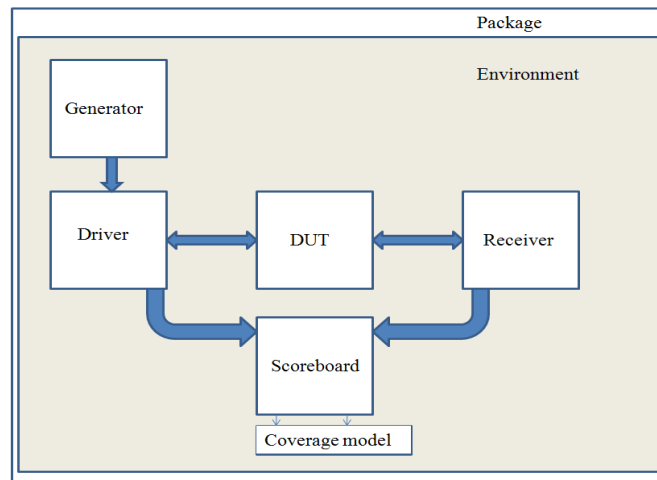 Package
Environment
Generator
Driver
DUT
Receiver
Scoreboard
Coverage model